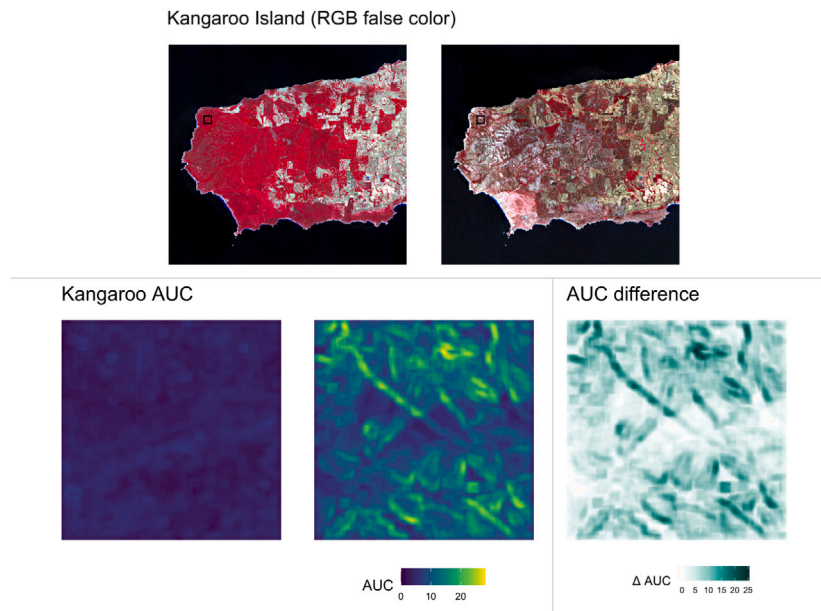 Kangaroo Island (RGB false color)
Kangaroo AUC
AUC difference
AUC
0 10 20
Δ AUC
0 5 10 15 20 25